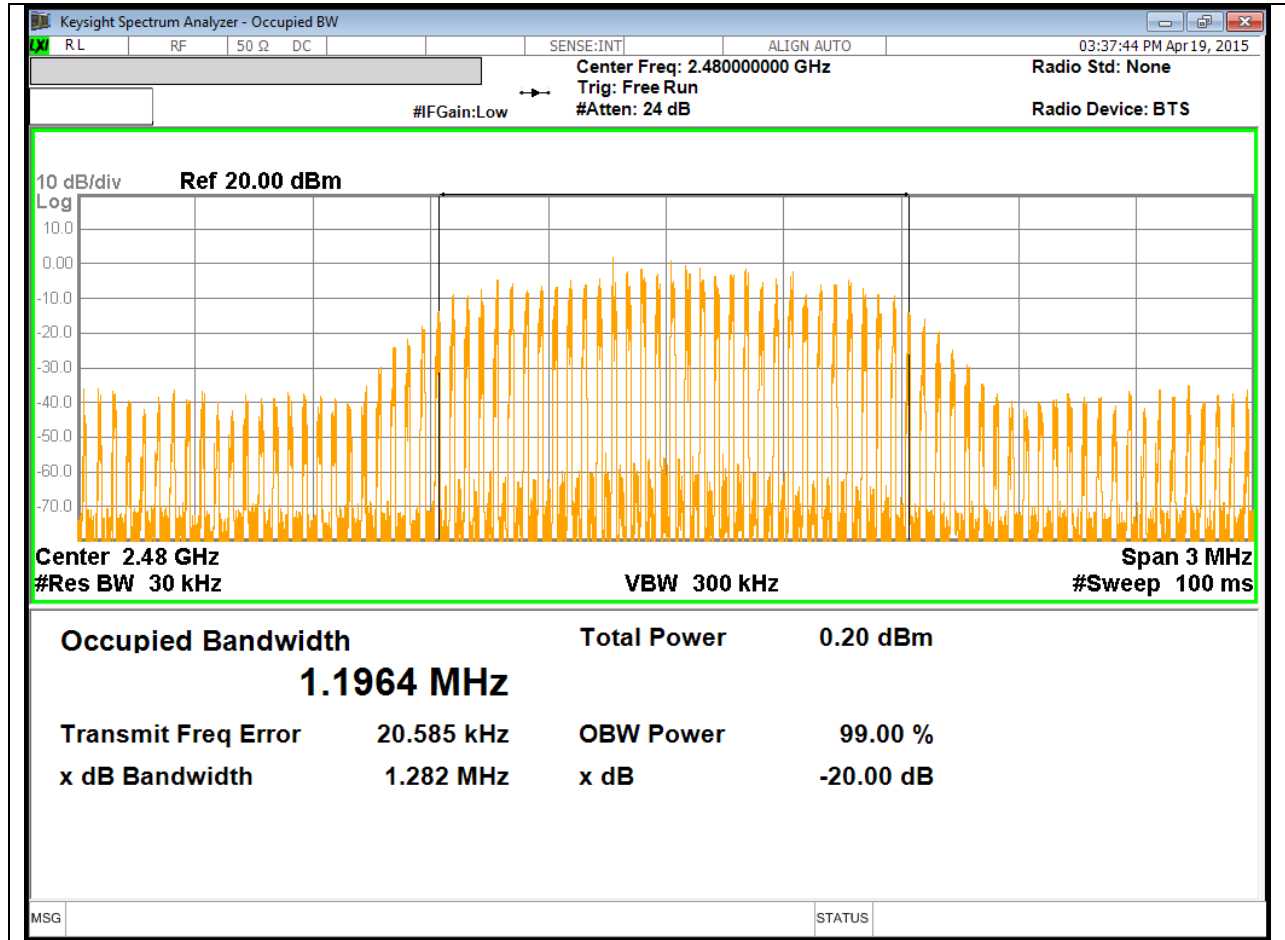 Keysight Spectrum Analyzer - Occupied BW
LXI RL RF 50 Ω DC SENSE:INT ALIGN AUTO 03:37:44 PM Apr 19, 2015
Center Freq: 2.480000000 GHz Radio Std: None
Trig: Free Run
#IFGain:Low #Atten: 24 dB Radio Device: BTS
10 dB/div Ref 20.00 dBm
Log
10.0
0.00
-10.0
-20.0
-30.0
-40.0
-50.0
-60.0
-70.0
Center 2.48 GHz Span 3 MHz
#Res BW 30 kHz VBW 300 kHz #Sweep 100 ms
Occupied Bandwidth Total Power 0.20 dBm
1.1964 MHz
Transmit Freq Error 20.585 kHz OBW Power 99.00 %
x dB Bandwidth 1.282 MHz x dB -20.00 dB
MSG STATUS